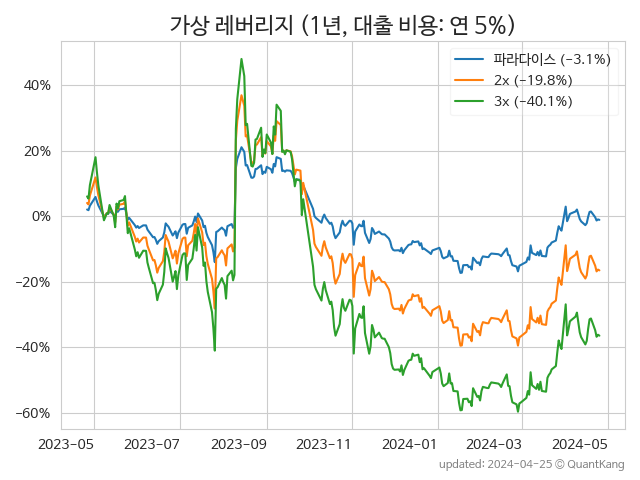 가상 레버리지 (1년, 대출 비용: 연 5%)
파라다이스 (−3.1%)
2x (−19.8%)
3x (−40.1%)
40%
20%
0%
−20%
−40%
−60%
2023-05 2023-07 2023-09 2023-11 2024-01 2024-03 2024-05
updated: 2024-04-25 © QuantKang